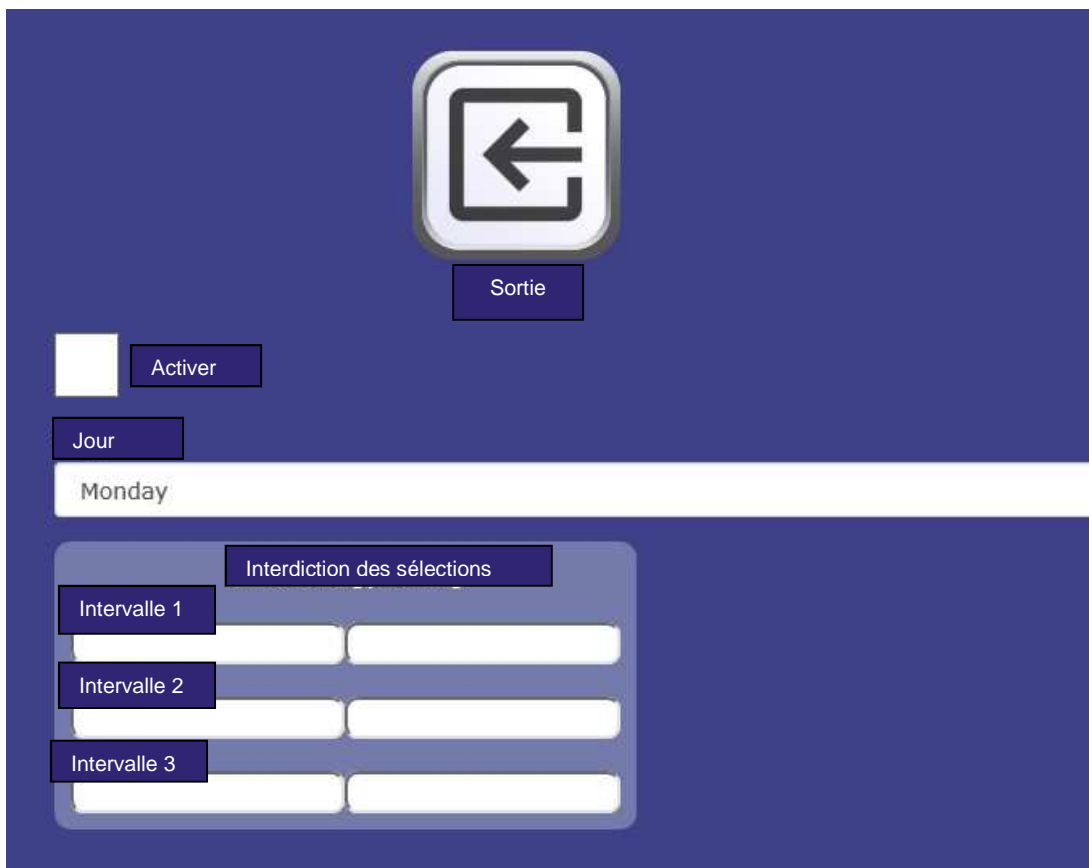 Sortie
Activer
Jour
Monday
Interdiction des sélections
Intervalle 1
Intervalle 2
Intervalle 3